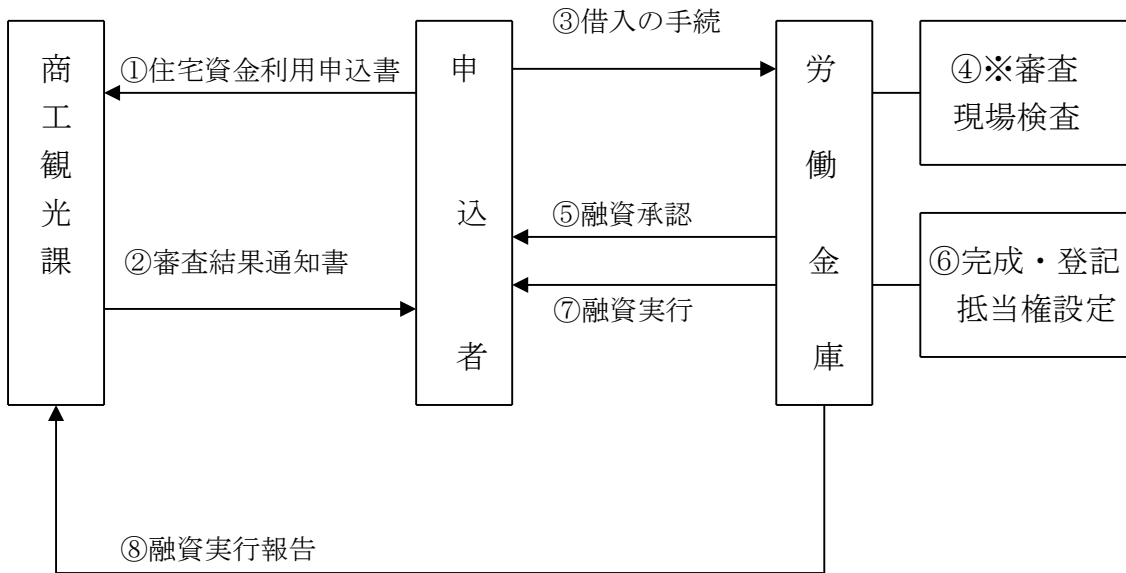 商工観光課
①住宅資金利用申込書
②審査結果通知書
申込者
③借入の手続
⑤融資承認
⑦融資実行
労働金庫
④※審査
現場検査
⑥完成・登記
抵当権設定
⑧融資実行報告